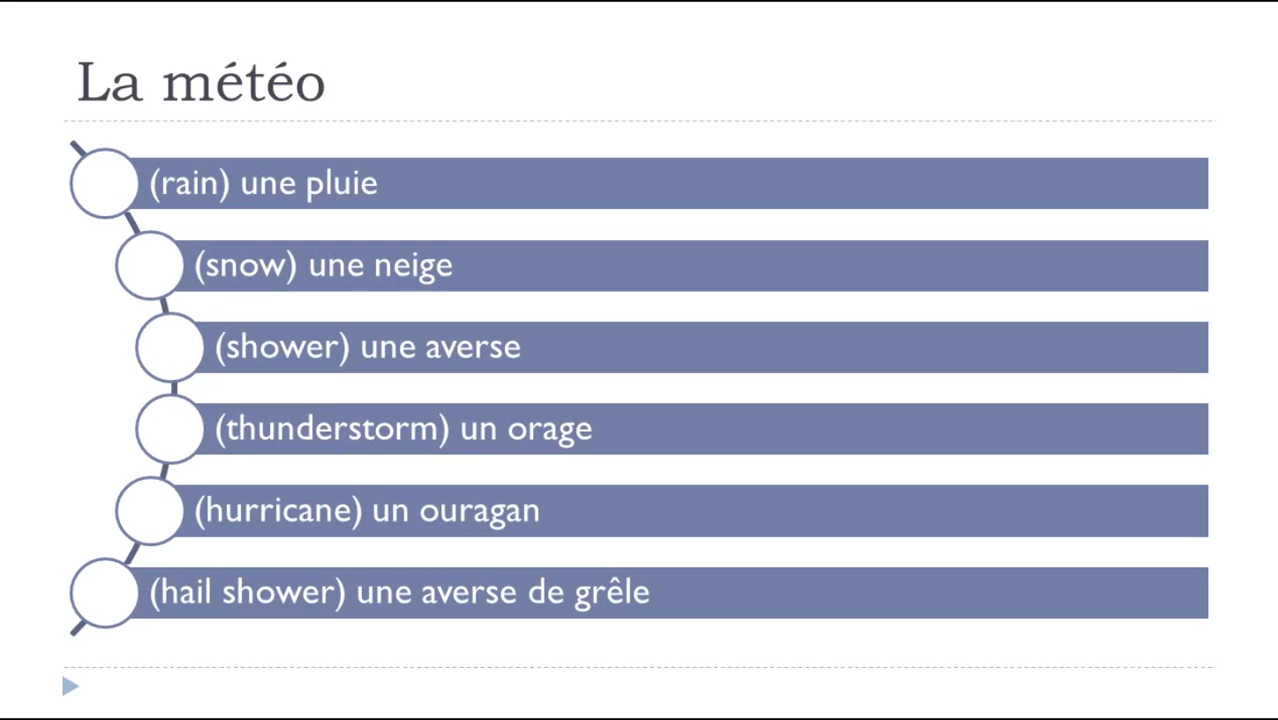 La météo
(rain) une pluie
(snow) une neige
(shower) une averse
(thunderstorm) un orage
(hurricane) un ouragan
(hail shower) une averse de grêle